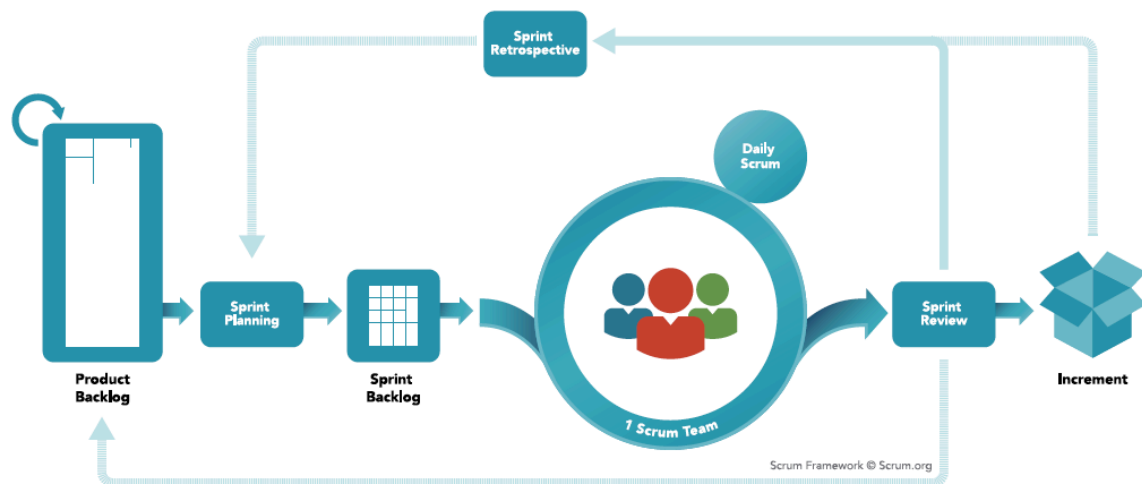 Sprint
Retrospective
Daily
Scrum
Sprint
Planning
Sprint
Review
Product
Backlog
Sprint
Backlog
1 Scrum Team
Increment
Scrum Framework © Scrum.org